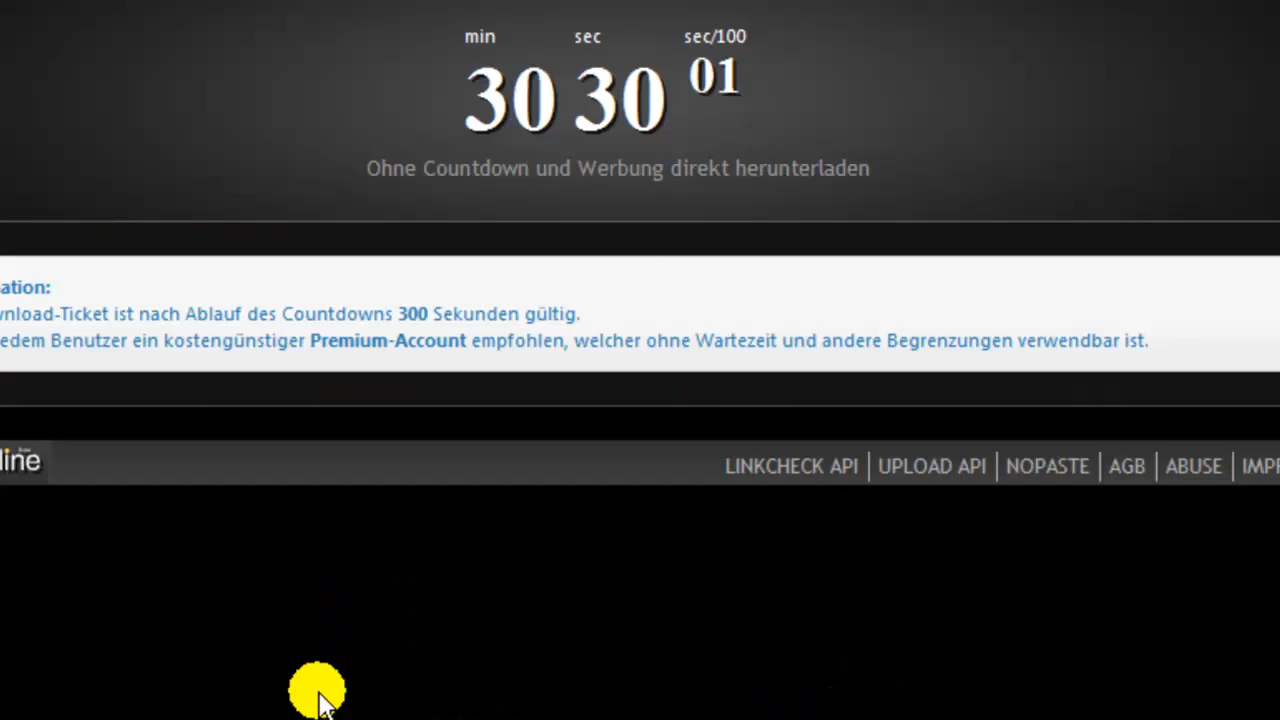 min sec sec/100
30 30 01
Ohne Countdown und Werbung direkt herunterladen
ation:
wnload-Ticket ist nach Ablauf des Countdowns 300 Sekunden gültig.
edem Benutzer ein kostengünstiger Premium-Account empfohlen, welcher ohne Wartezeit und andere Begrenzungen verwendbar ist.
line LINKCHECK API | UPLOAD API | NOPASTE | AGB | ABUSE | IMP